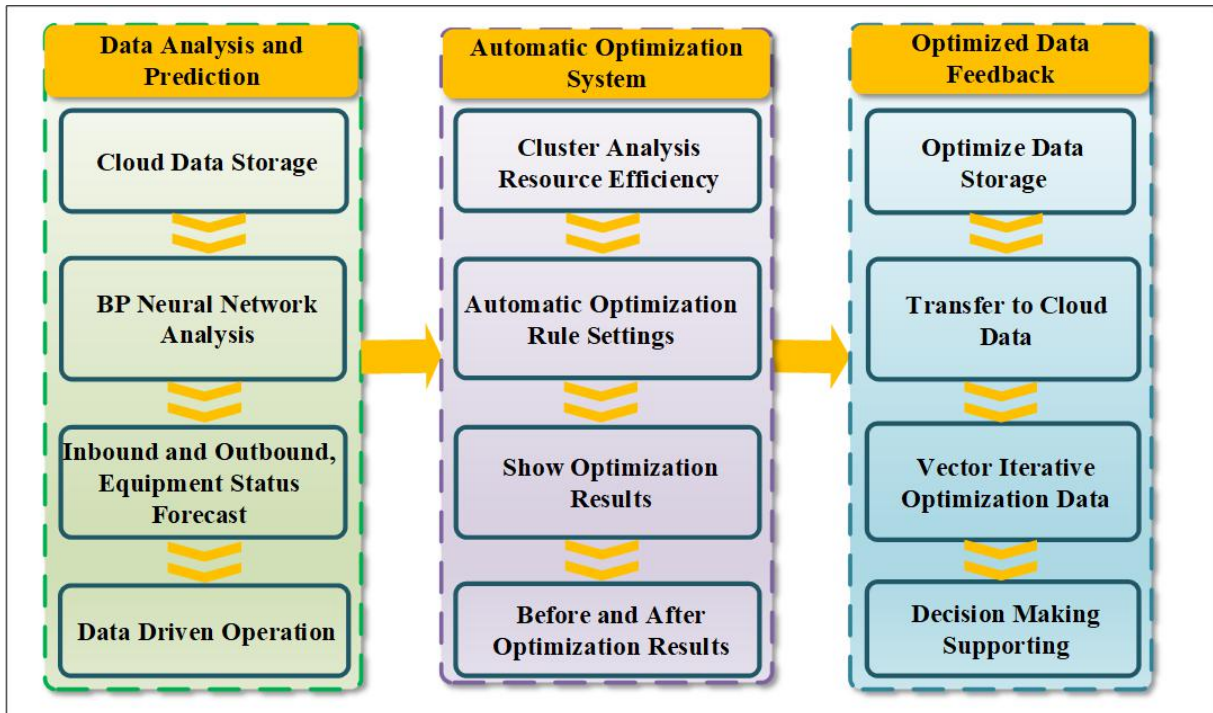 Data Analysis and
Prediction
Cloud Data Storage
BP Neural Network
Analysis
Inbound and Outbound,
Equipment Status
Forecast
Data Driven Operation
Automatic Optimization
System
Cluster Analysis
Resource Efficiency
Automatic Optimization
Rule Settings
Show Optimization
Results
Before and After
Optimization Results
Optimized Data
Feedback
Optimize Data
Storage
Transfer to Cloud
Data
Vector Iterative
Optimization Data
Decision Making
Supporting